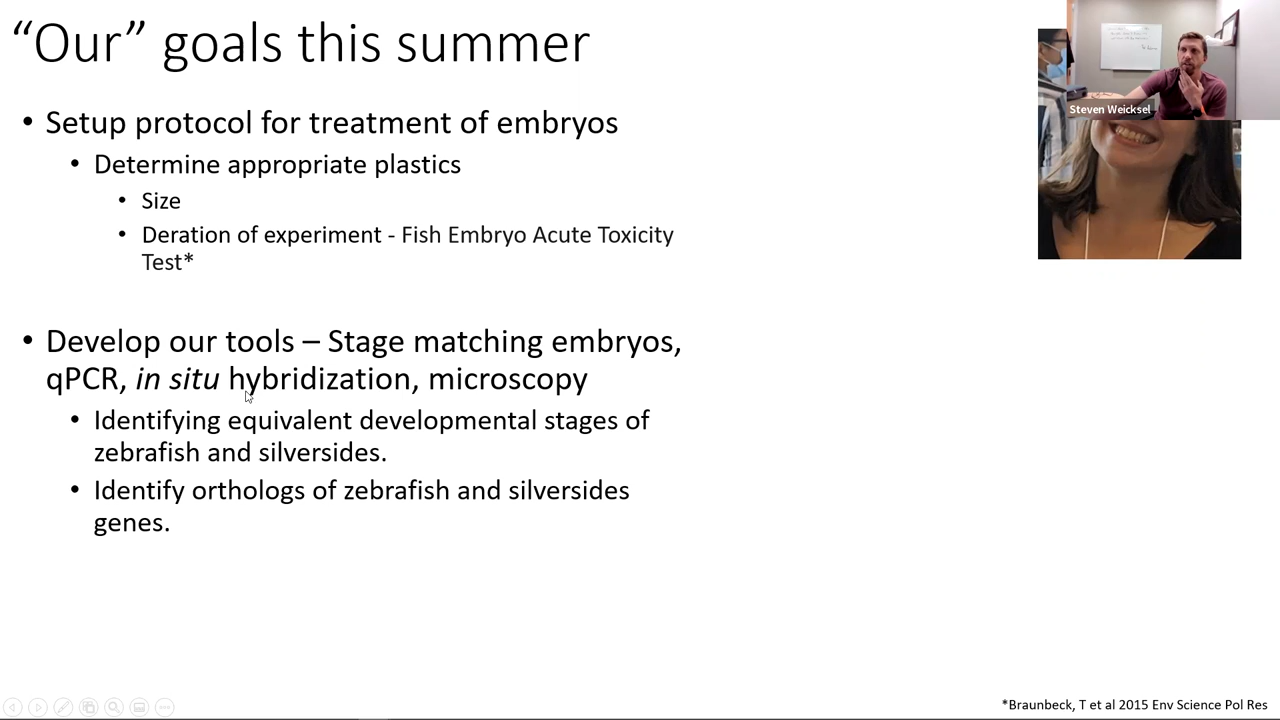 “Our” goals this summer
• Setup protocol for treatment of embryos
• Determine appropriate plastics
• Size
• Deration of experiment - Fish Embryo Acute Toxicity
Test*
• Develop our tools – Stage matching embryos,
qPCR, in situ hybridization, microscopy
• Identifying equivalent developmental stages of
zebrafish and silversides.
• Identify orthologs of zebrafish and silversides
genes.
Steven Weicksel
*Braunbeck, T et al 2015 Env Science Pol Res